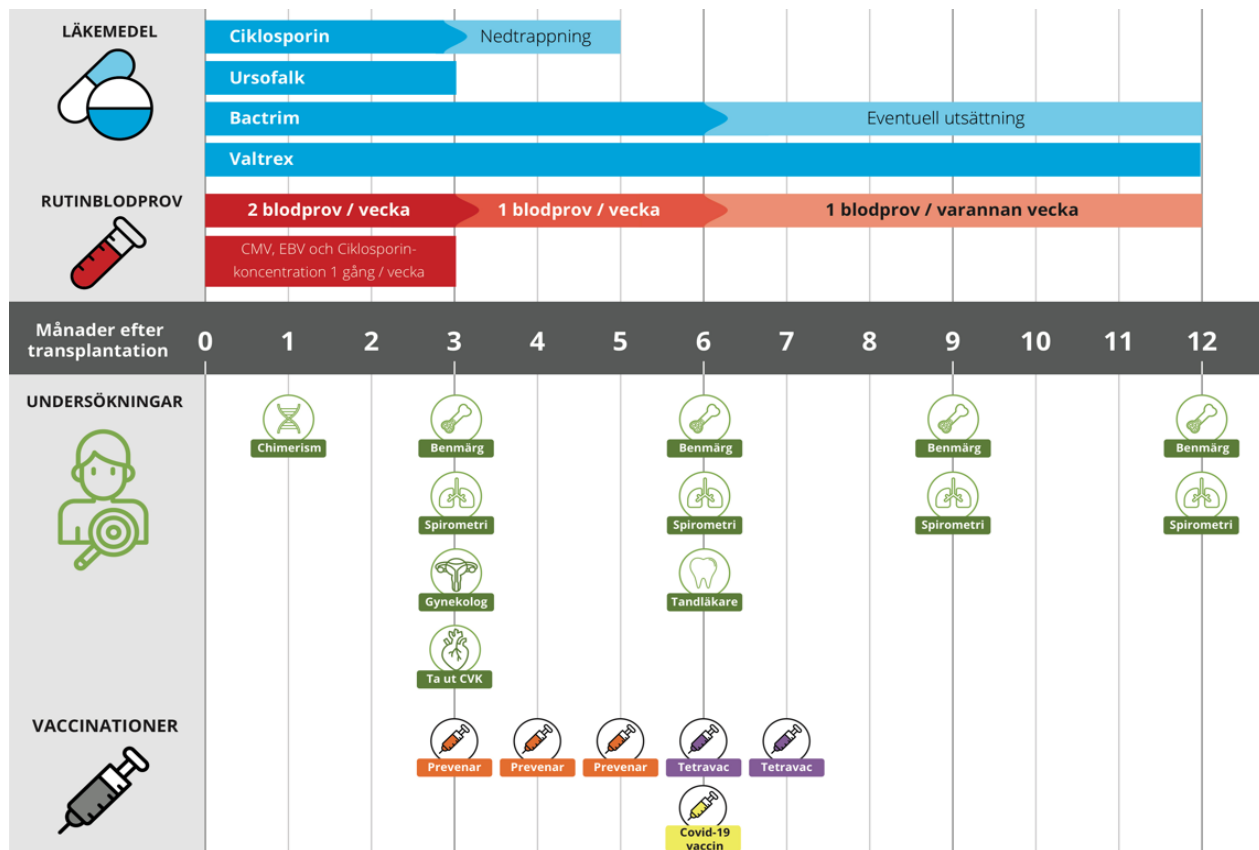 LÄKEMEDEL
Ciklosporin
Nedtrappning
Ursofalk
Bactrim
Eventuell utsättning
Valtrex
RUTINBLODPROV
2 blodprov / vecka
1 blodprov / vecka
1 blodprov / varannan vecka
CMV, EBV och Ciklosporin-
koncentration 1 gång / vecka
Månader efter
transplantation
0 1 2 3 4 5 6 7 8 9 10 11 12
UNDERSÖKNINGAR
Chimerism
Benmärg
Benmärg
Benmärg
Benmärg
Spirometri
Spirometri
Spirometri
Spirometri
Gynekolog
Tandläkare
Ta ut CVK
VACCINATIONER
Prevenar
Prevenar
Prevenar
Tetravac
Tetravac
Covid-19
vaccin